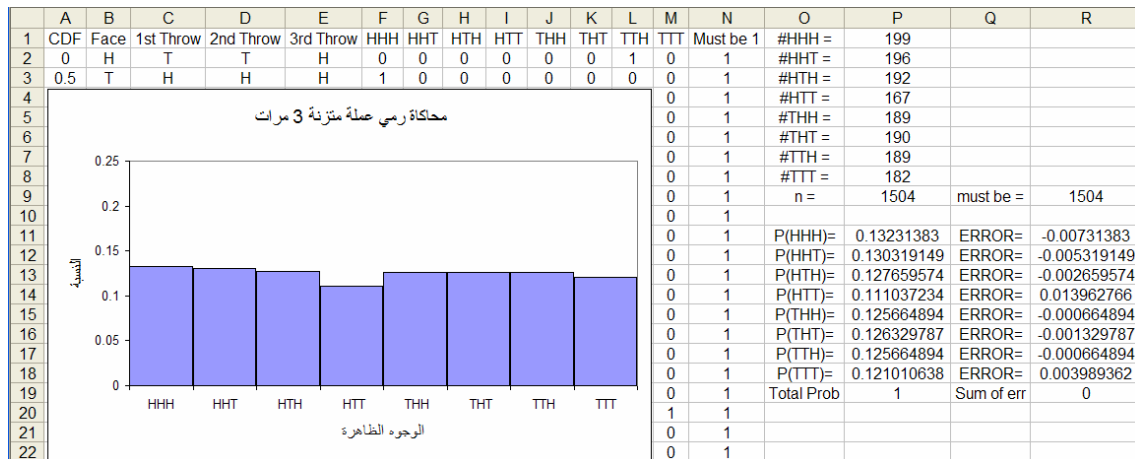 A B C D E F G H I J K L M N O P Q R
1 CDF Face 1st Throw 2nd Throw 3rd Throw HHH HHT HTH HTT THH THT TTH TTT Must be 1 #HHH = 199
2 0 H T T H 0 0 0 0 0 0 1 0 1 #HHT = 196
3 0.5 T H H H 1 0 0 0 0 0 0 0 1 #HTH = 192
4 0 1 #HTT = 167
محاكاة رمي عملة متزنة 3 مرات
5 0 1 #THH = 189
6 0 1 #THT = 190
7 0 1 #TTH = 189
0.25
8 0 1 #TTT = 182
9 0 1 n = 1504 must be = 1504
0.2
10 0 1
11 0 1 P(HHH)= 0.13231383 ERROR= -0.00731383
0.15
12 0 1 P(HHT)= 0.130319149 ERROR= -0.005319149
النسبة
13 0 1 P(HTH)= 0.127659574 ERROR= -0.002659574
0.1
14 0 1 P(HTT)= 0.111037234 ERROR= 0.013962766
15 0 1 P(THH)= 0.125664894 ERROR= -0.000664894
0.05
16 0 1 P(THT)= 0.126329787 ERROR= -0.001329787
17 0 1 P(TTH)= 0.125664894 ERROR= -0.000664894
0
18 0 1 P(TTT)= 0.121010638 ERROR= 0.003989362
19 0 1 Total Prob 1 Sum of err 0
HHH HHT HTH HTT THH THT TTH TTT
20 1 1
21 0 1
الوجوه الظاهرة
22 0 1